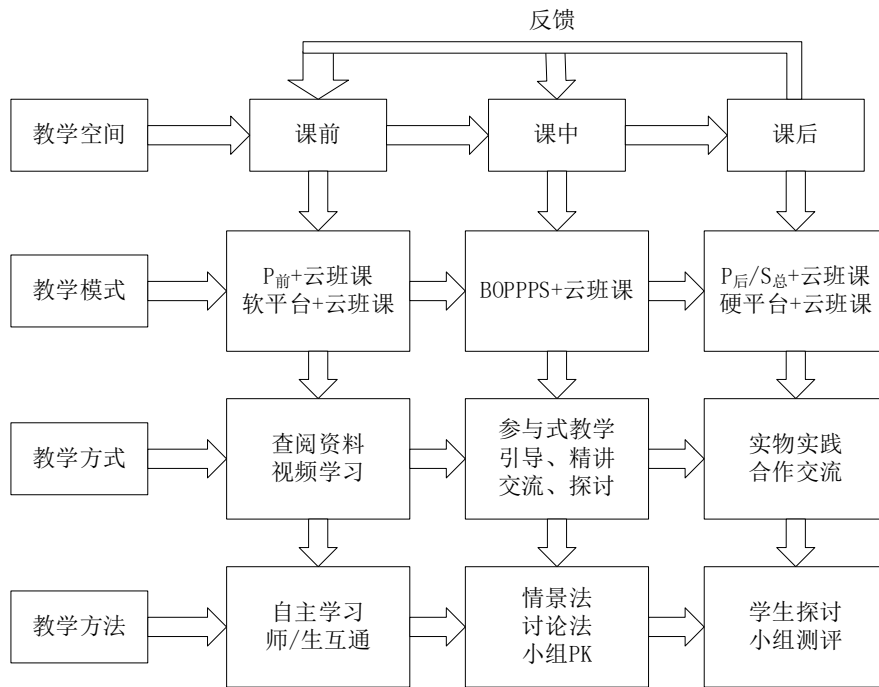 反馈
教学空间
课前
课中
课后
教学模式
P前+云班课
软平台+云班课
BOPPPS+云班课
P后/S总+云班课
硬平台+云班课
教学方式
查阅资料
视频学习
参与式教学
引导、精讲
交流、探讨
实物实践
合作交流
教学方法
自主学习
师/生互通
情景法
讨论法
小组PK
学生探讨
小组测评